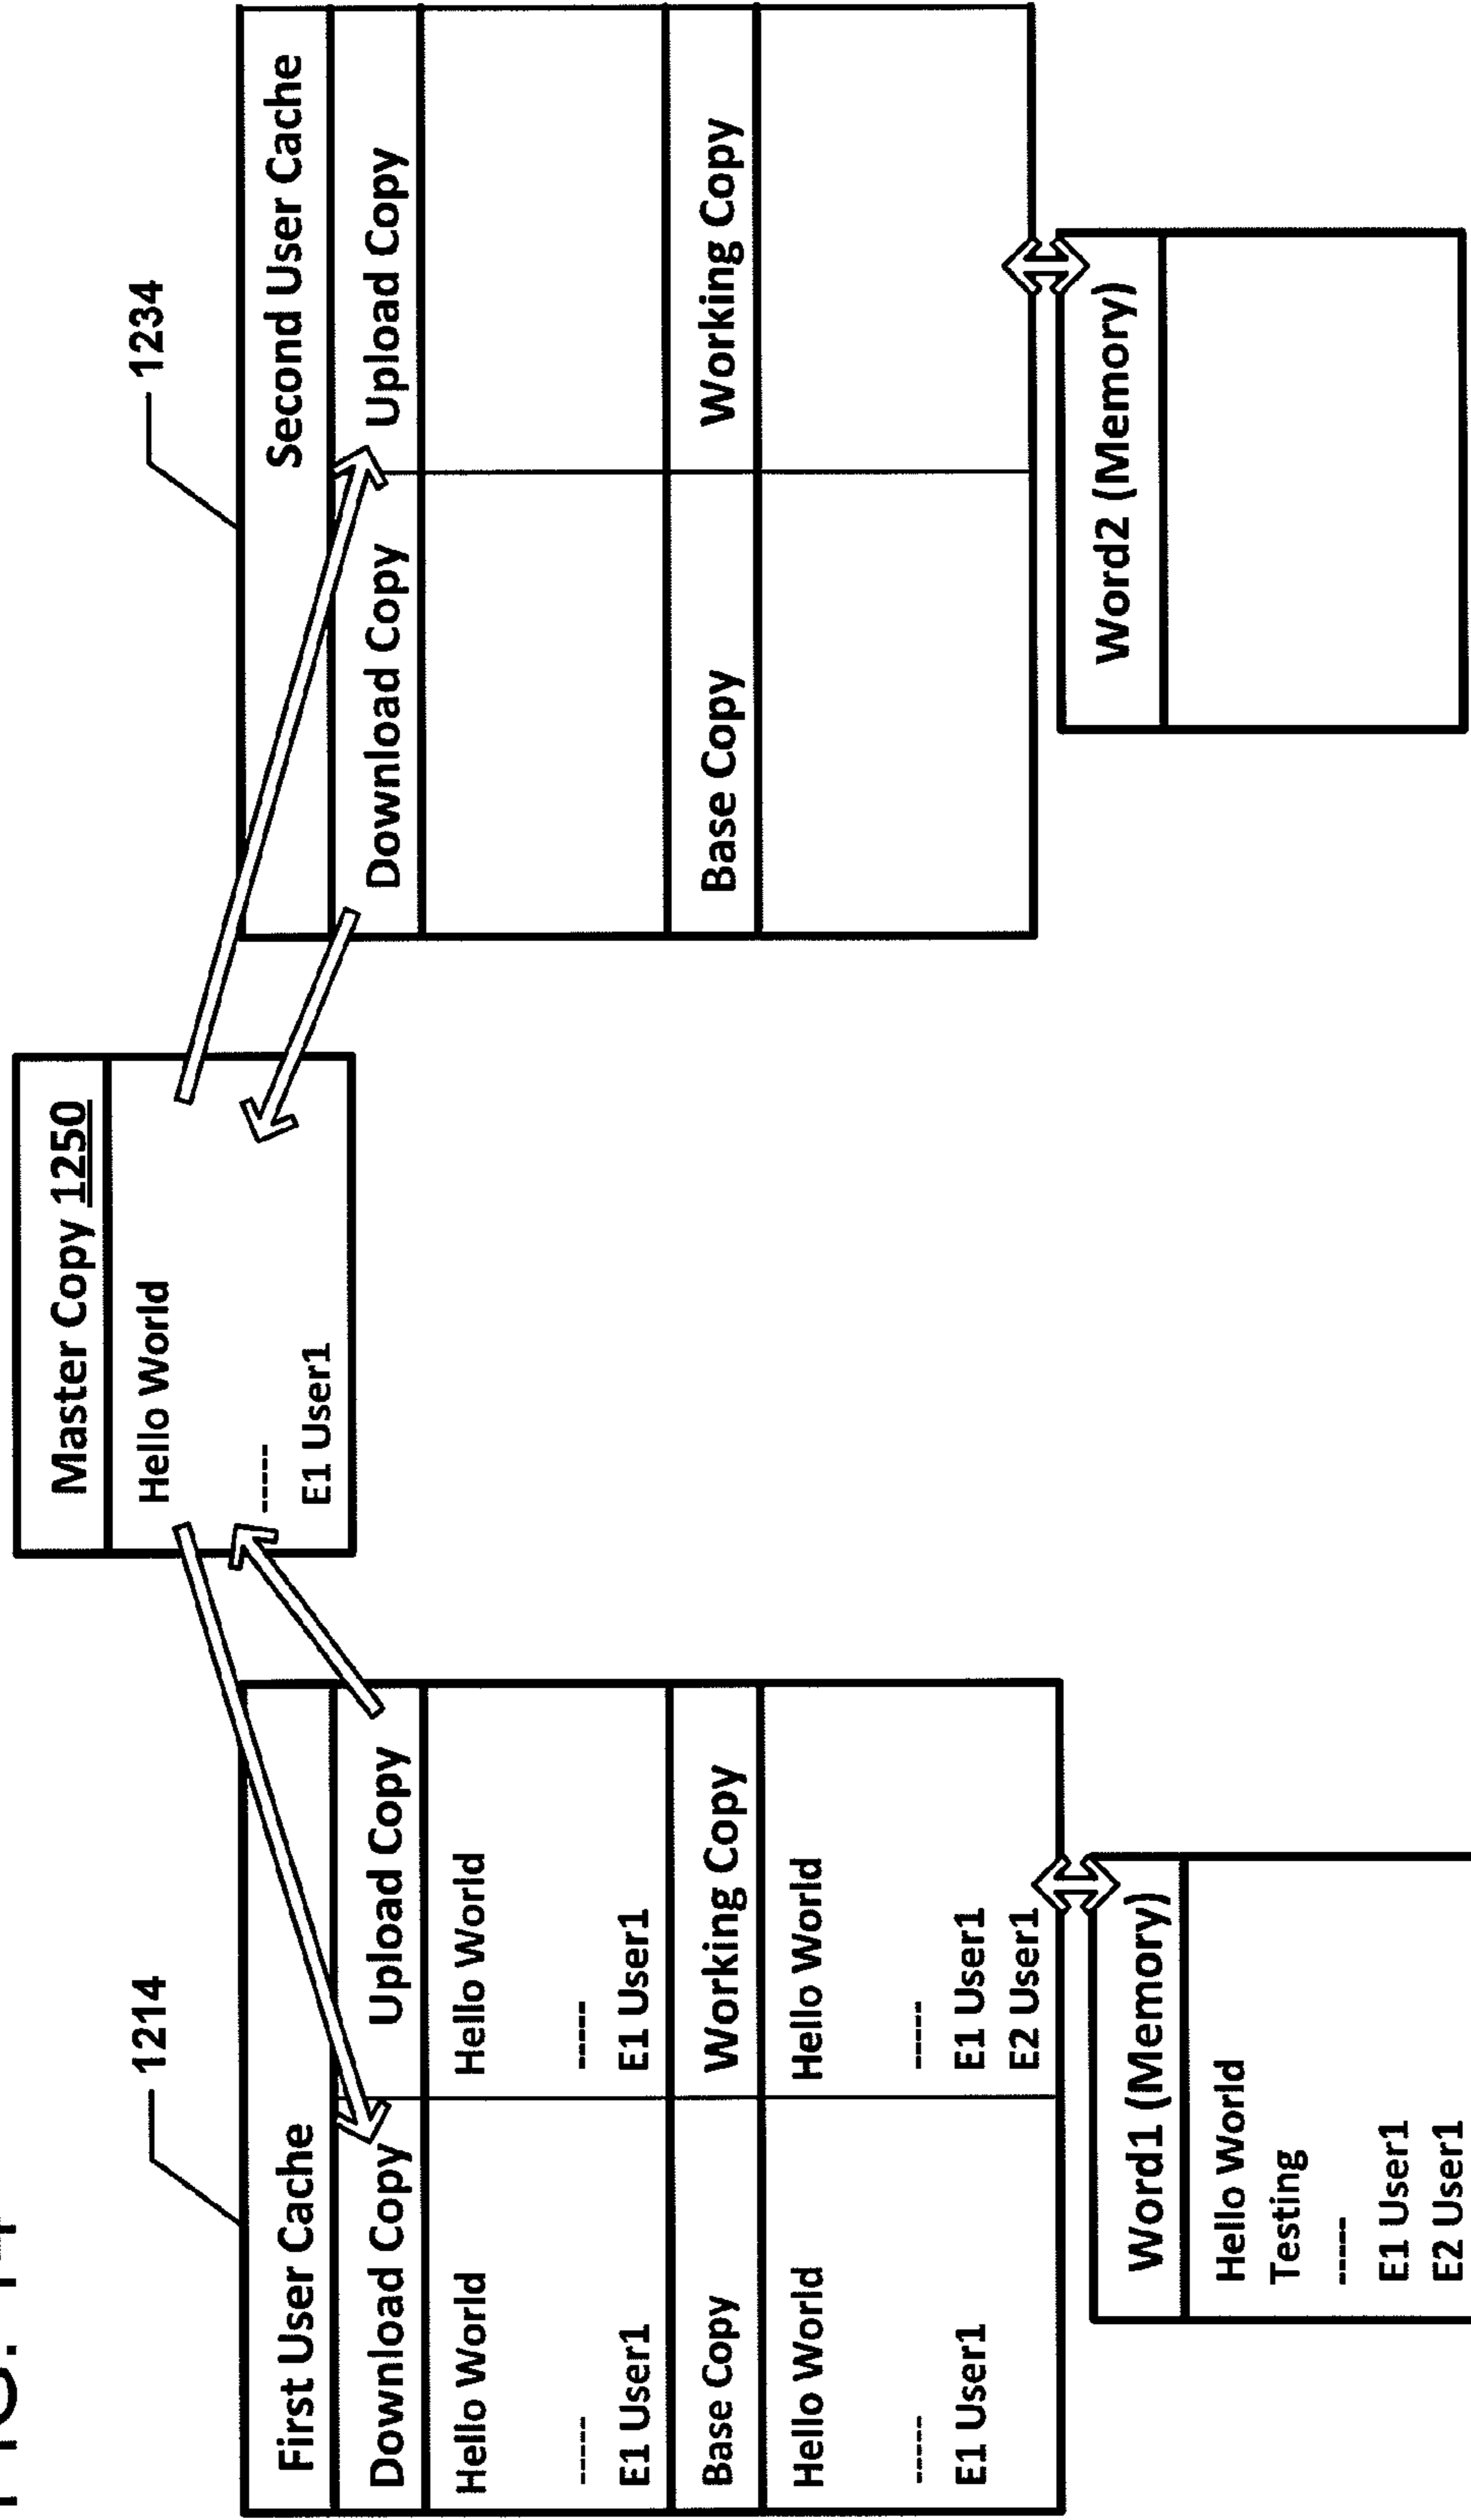 Master Copy 1250
Hello World
-----
E1 User1
1214
First User Cache
Download Copy
Upload Copy
Hello World
-----
E1 User1
Hello World
-----
E1 User1
Base Copy
Working Copy
Hello World
-----
E1 User1
Hello World
-----
E1 User1
E2 User1
Word1 (Memory)
Hello World
Testing
-----
E1 User1
E2 User1
1234
Second User Cache
Download Copy
Upload Copy
Base Copy
Working Copy
Word2 (Memory)